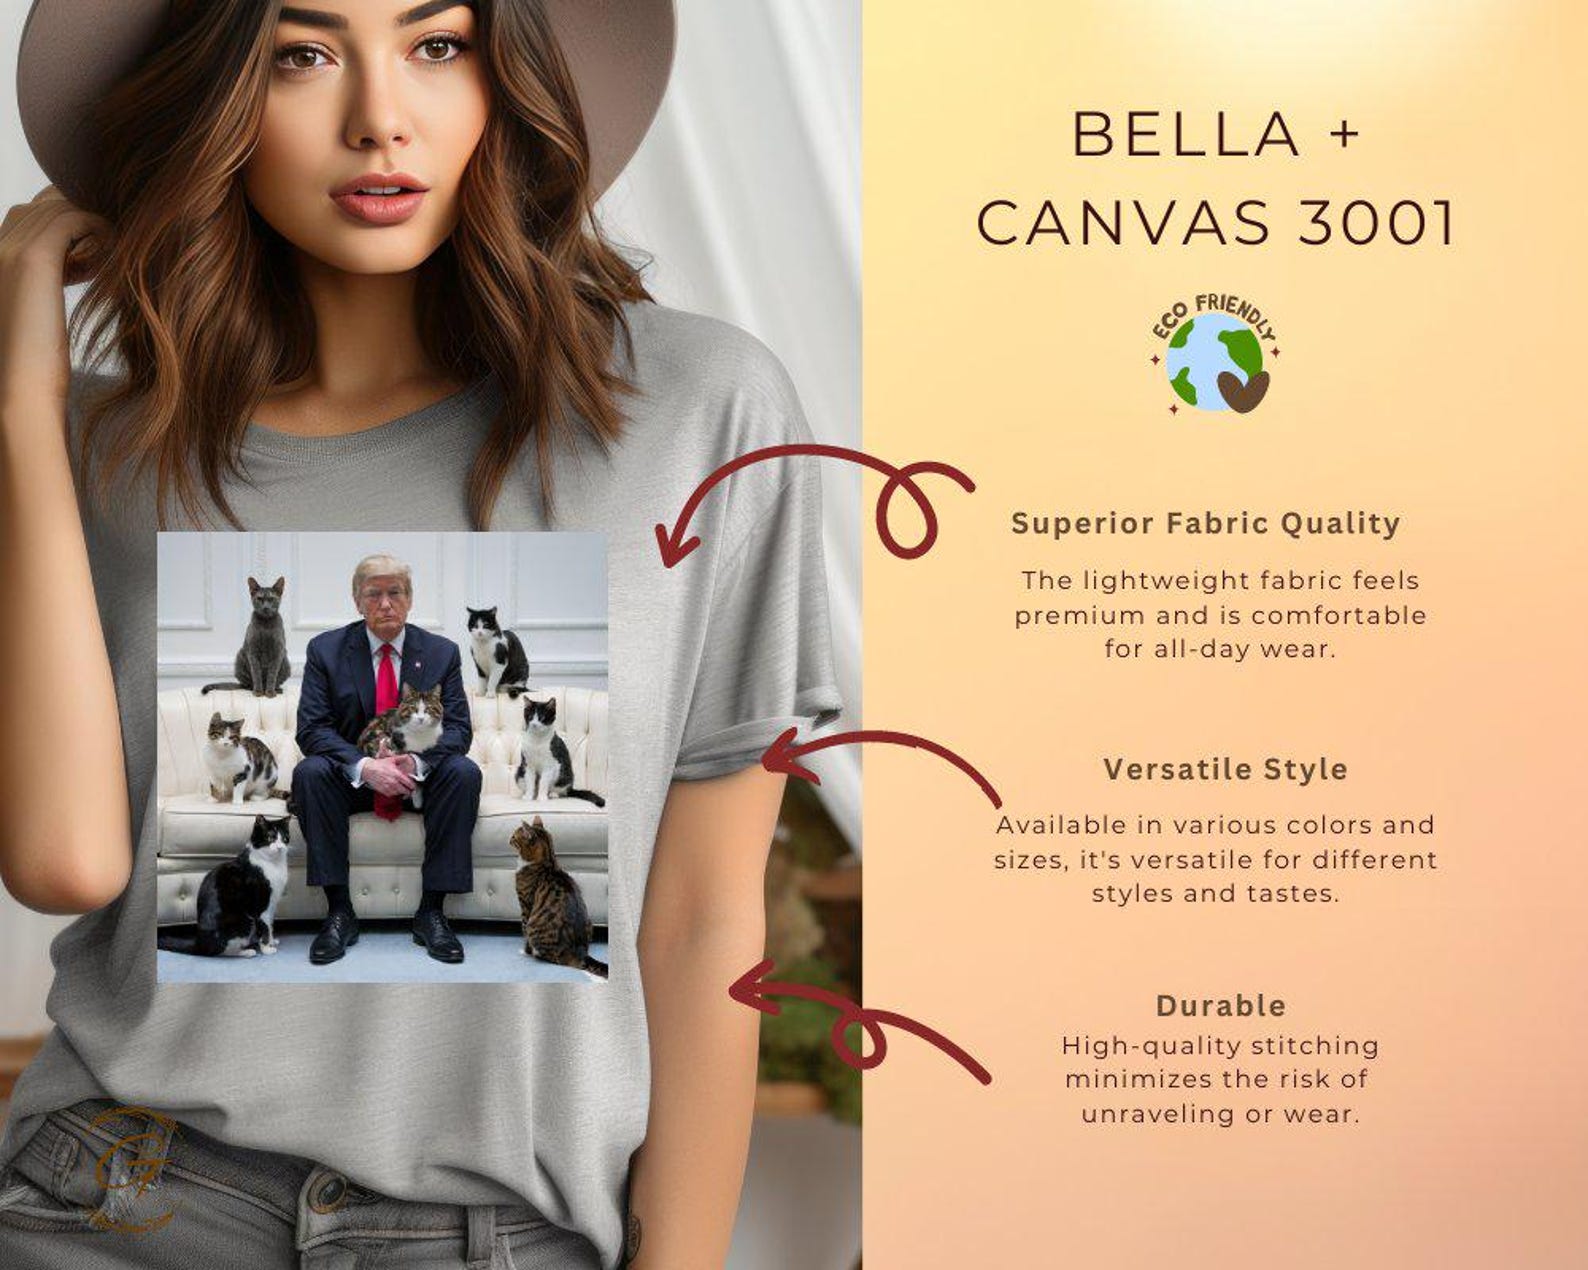 BELLA +
CANVAS 3001
ECO FRIENDLY
Superior Fabric Quality
The lightweight fabric feels
premium and is comfortable
for all-day wear.
Versatile Style
Available in various colors and
sizes, it's versatile for different
styles and tastes.
Durable
High-quality stitching
minimizes the risk of
unraveling or wear.